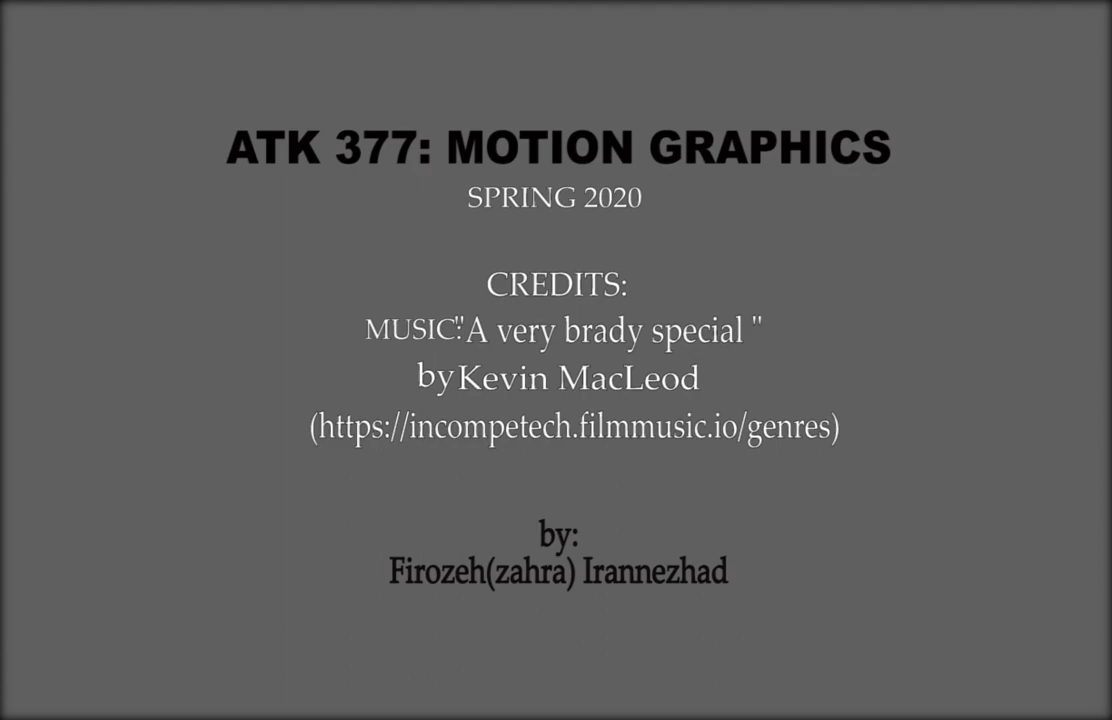 ATK 377: MOTION GRAPHICS
SPRING 2020
CREDITS:
MUSIC:"A very brady special "
by Kevin MacLeod
(https://incompetech.filmmusic.io/genres)
by:
Firozeh(zahra) Irannezhad